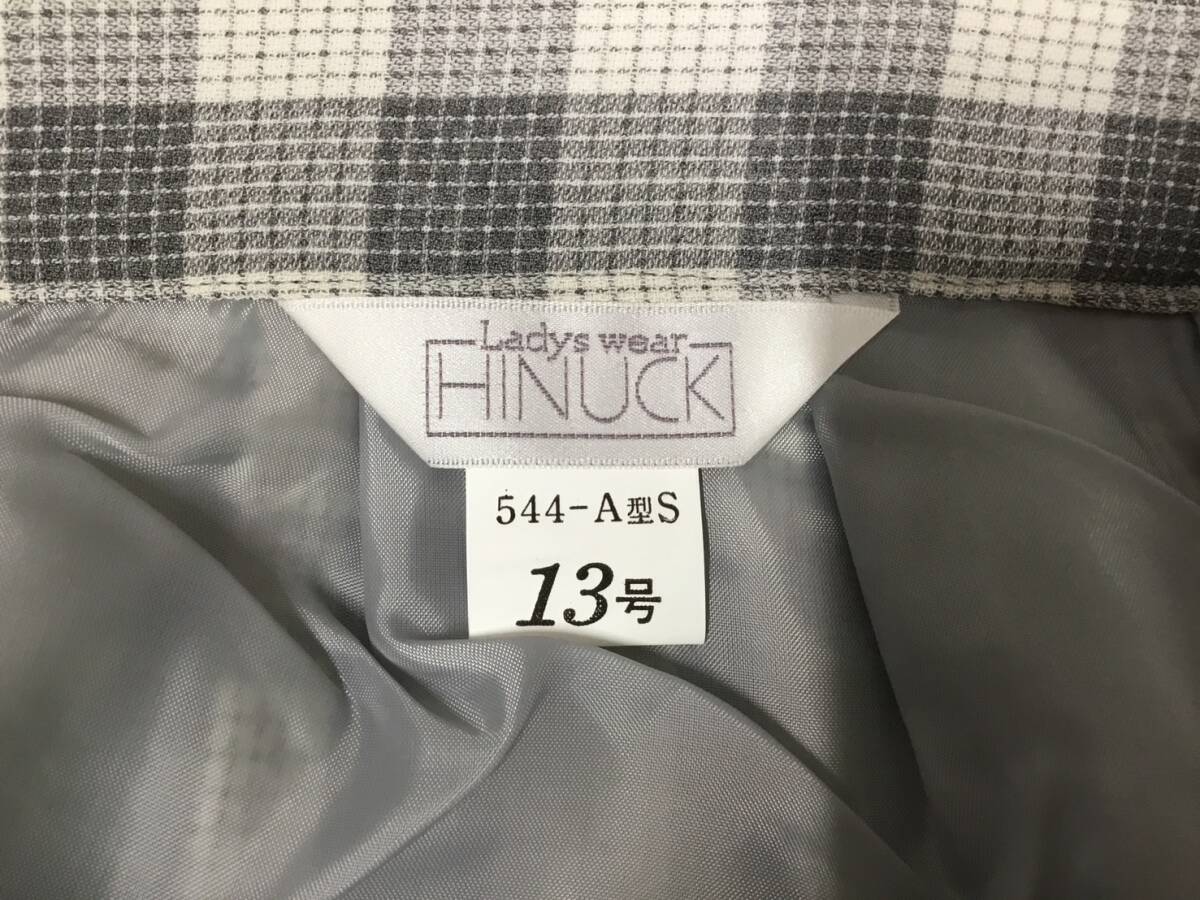 Ladys wear
HINUCK
544-A型S
13号